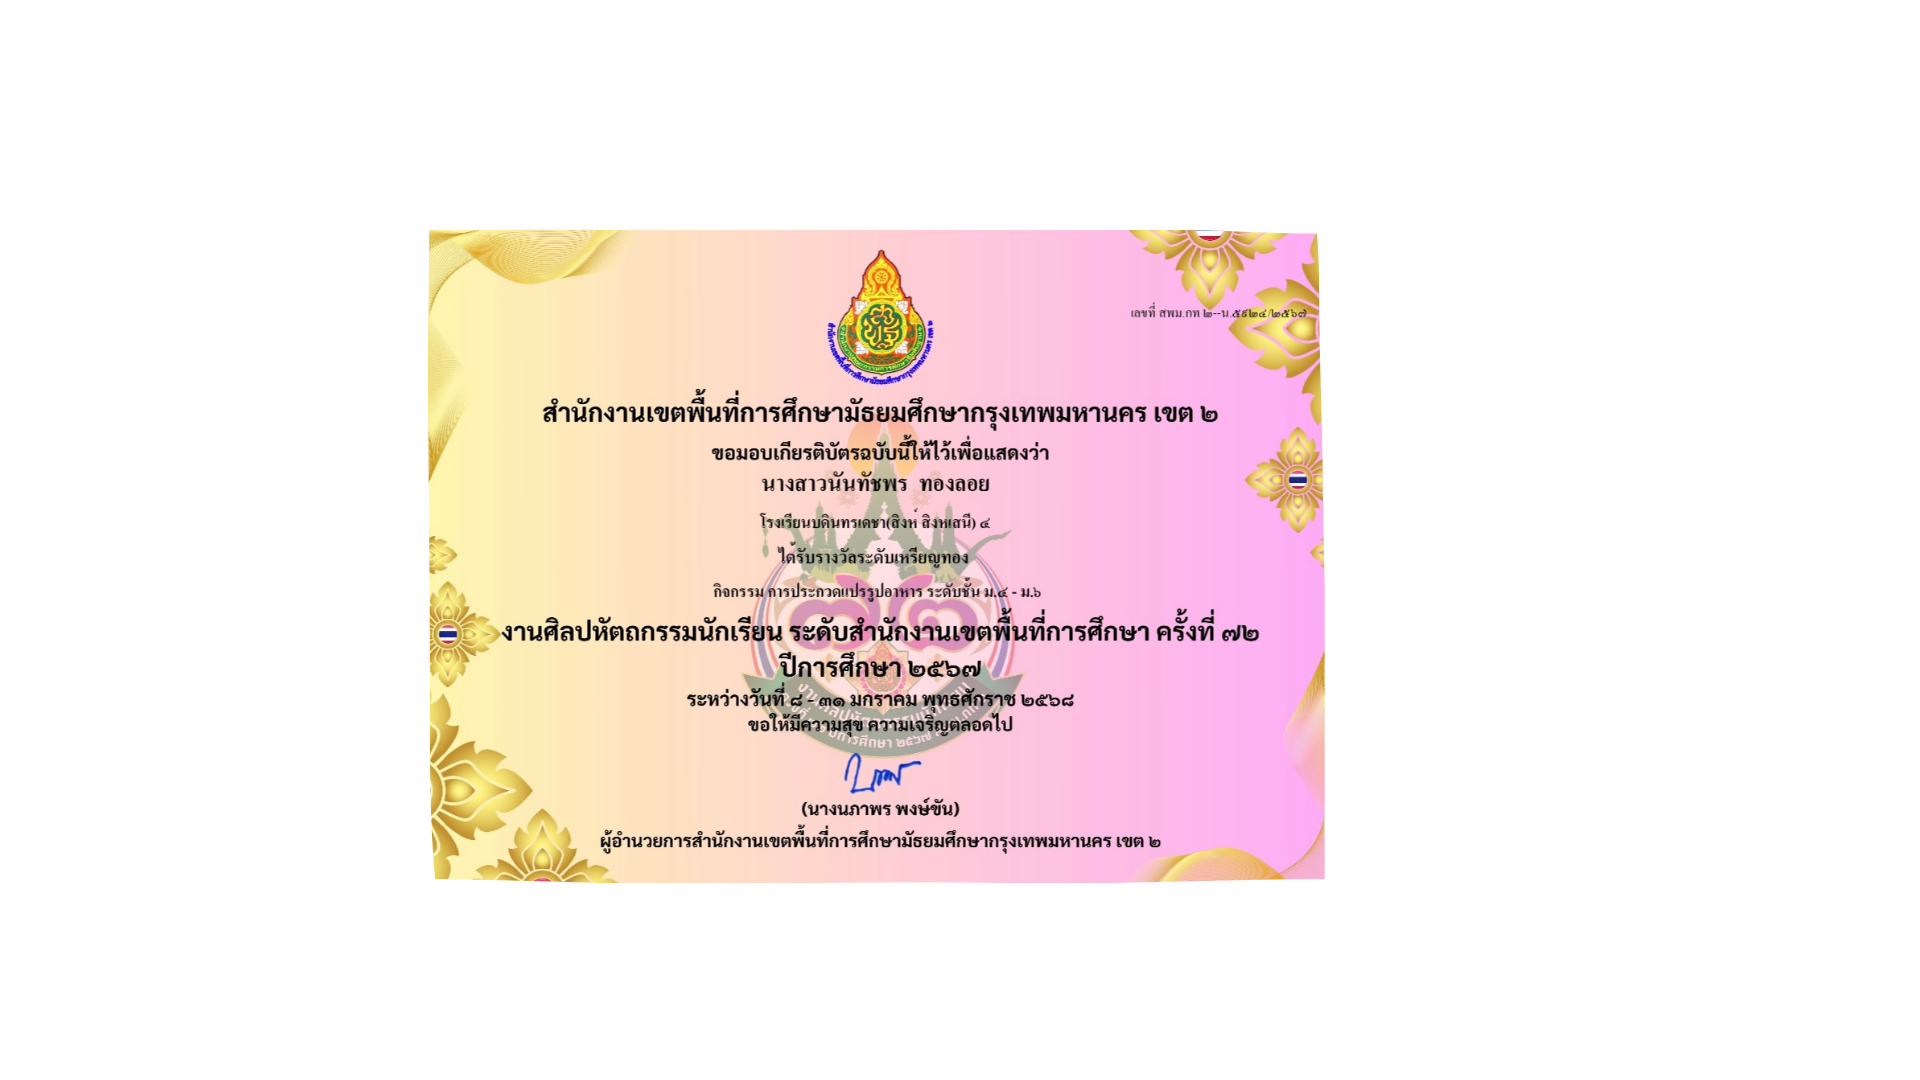 เลขที่ สพม.กท ๒--น.๕๙๒๔/๒๕๖๗
สำนักงานเขตพื้นที่การศึกษามัธยมศึกษากรุงเทพมหานคร เขต ๒
ขอมอบเกียรติบัตรฉบับนี้ให้ไว้เพื่อแสดงว่า
นางสาวนันทัชพร ทองลอย
โรงเรียนบดินทรเดชา(สิงห์ สิงหเสนี) ๔
ได้รับรางวัลระดับเหรียญทอง
กิจกรรม การประกวดแปรรูปอาหาร ระดับชั้น ม.๔ - ม.๖
งานศิลปหัตถกรรมนักเรียน ระดับสำนักงานเขตพื้นที่การศึกษา ครั้งที่ ๗๒
ปีการศึกษา ๒๕๖๗
ระหว่างวันที่ ๘ - ๓๑ มกราคม พุทธศักราช ๒๕๖๘
ขอให้มีความสุข ความเจริญตลอดไป
(นางนภาพร พงษ์ขัน)
ผู้อำนวยการสำนักงานเขตพื้นที่การศึกษามัธยมศึกษากรุงเทพมหานคร เขต ๒